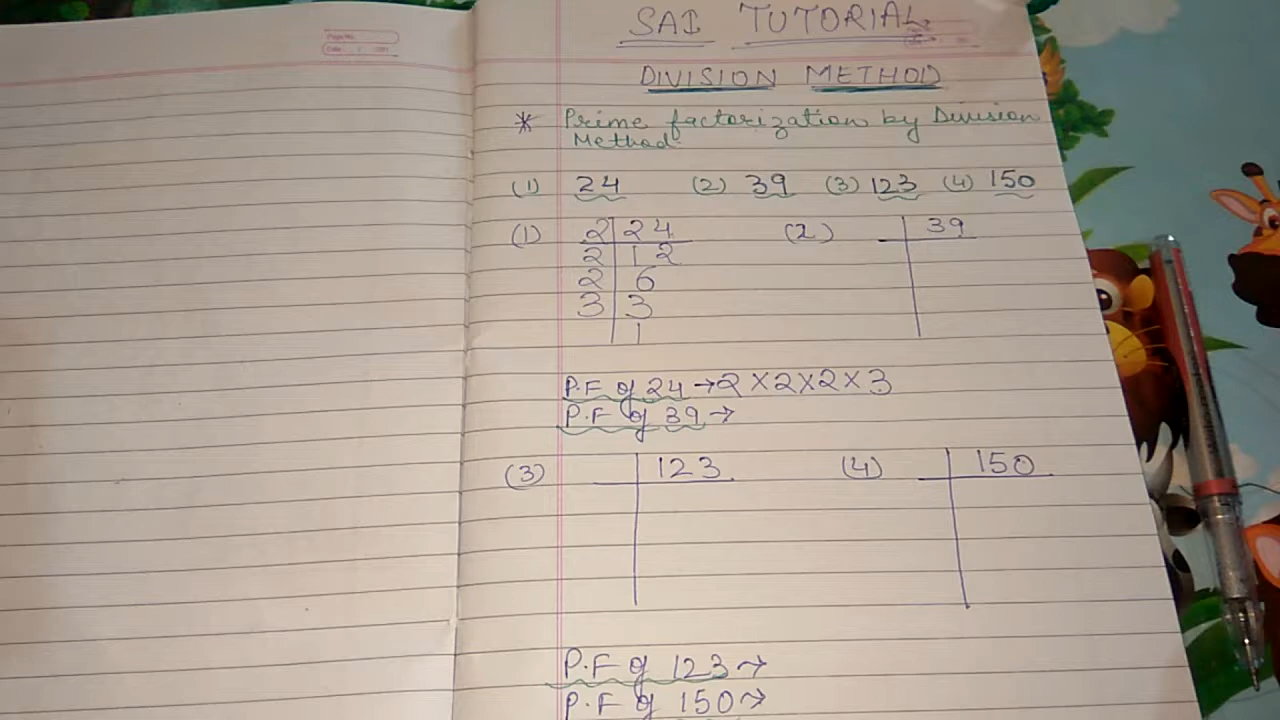 SAI TUTORIAL
DIVISION METHOD
* Prime factorization by Division
Method.
(1) 24 (2) 39 (3) 123 (4) 150
(1) 2 24 (2) 39
2 12
2 6
3 3
1
P.F of 24 → 2 × 2 × 2 × 3
P.F of 39 →
(3) 123 (4) 150
P.F of 123 →
P.F of 150 →